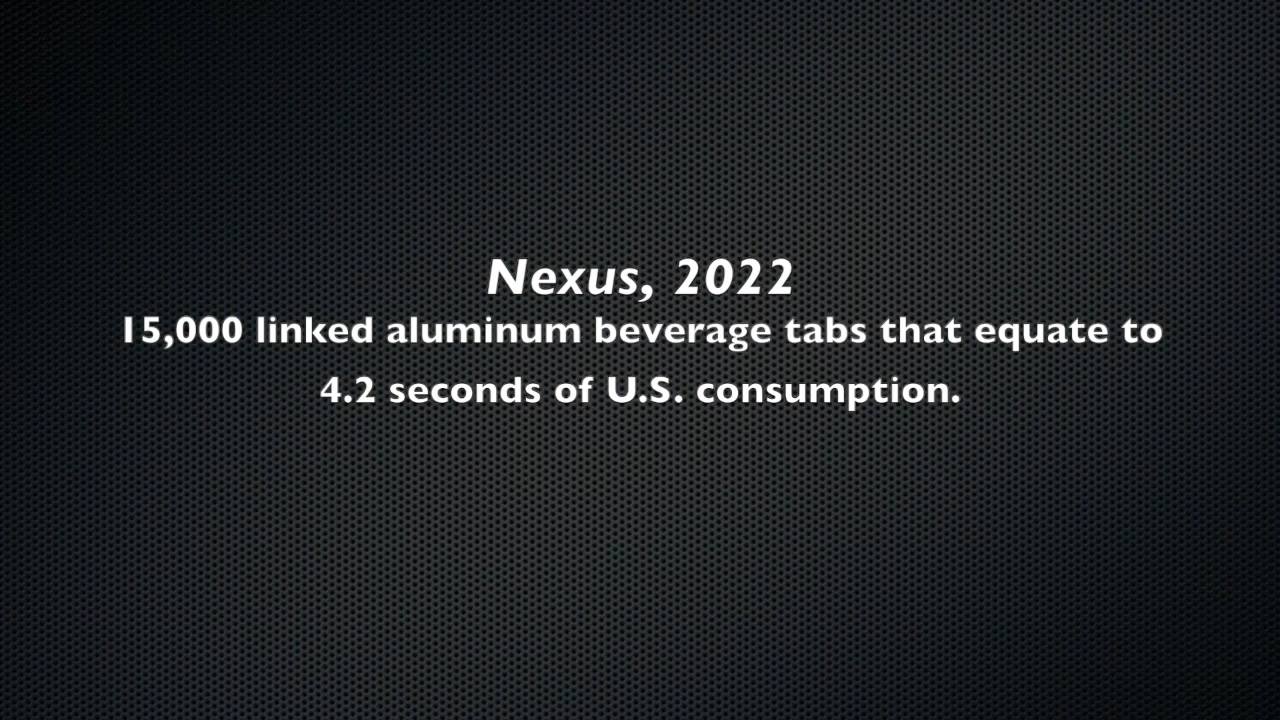 Nexus, 2022
15,000 linked aluminum beverage tabs that equate to
4.2 seconds of U.S. consumption.